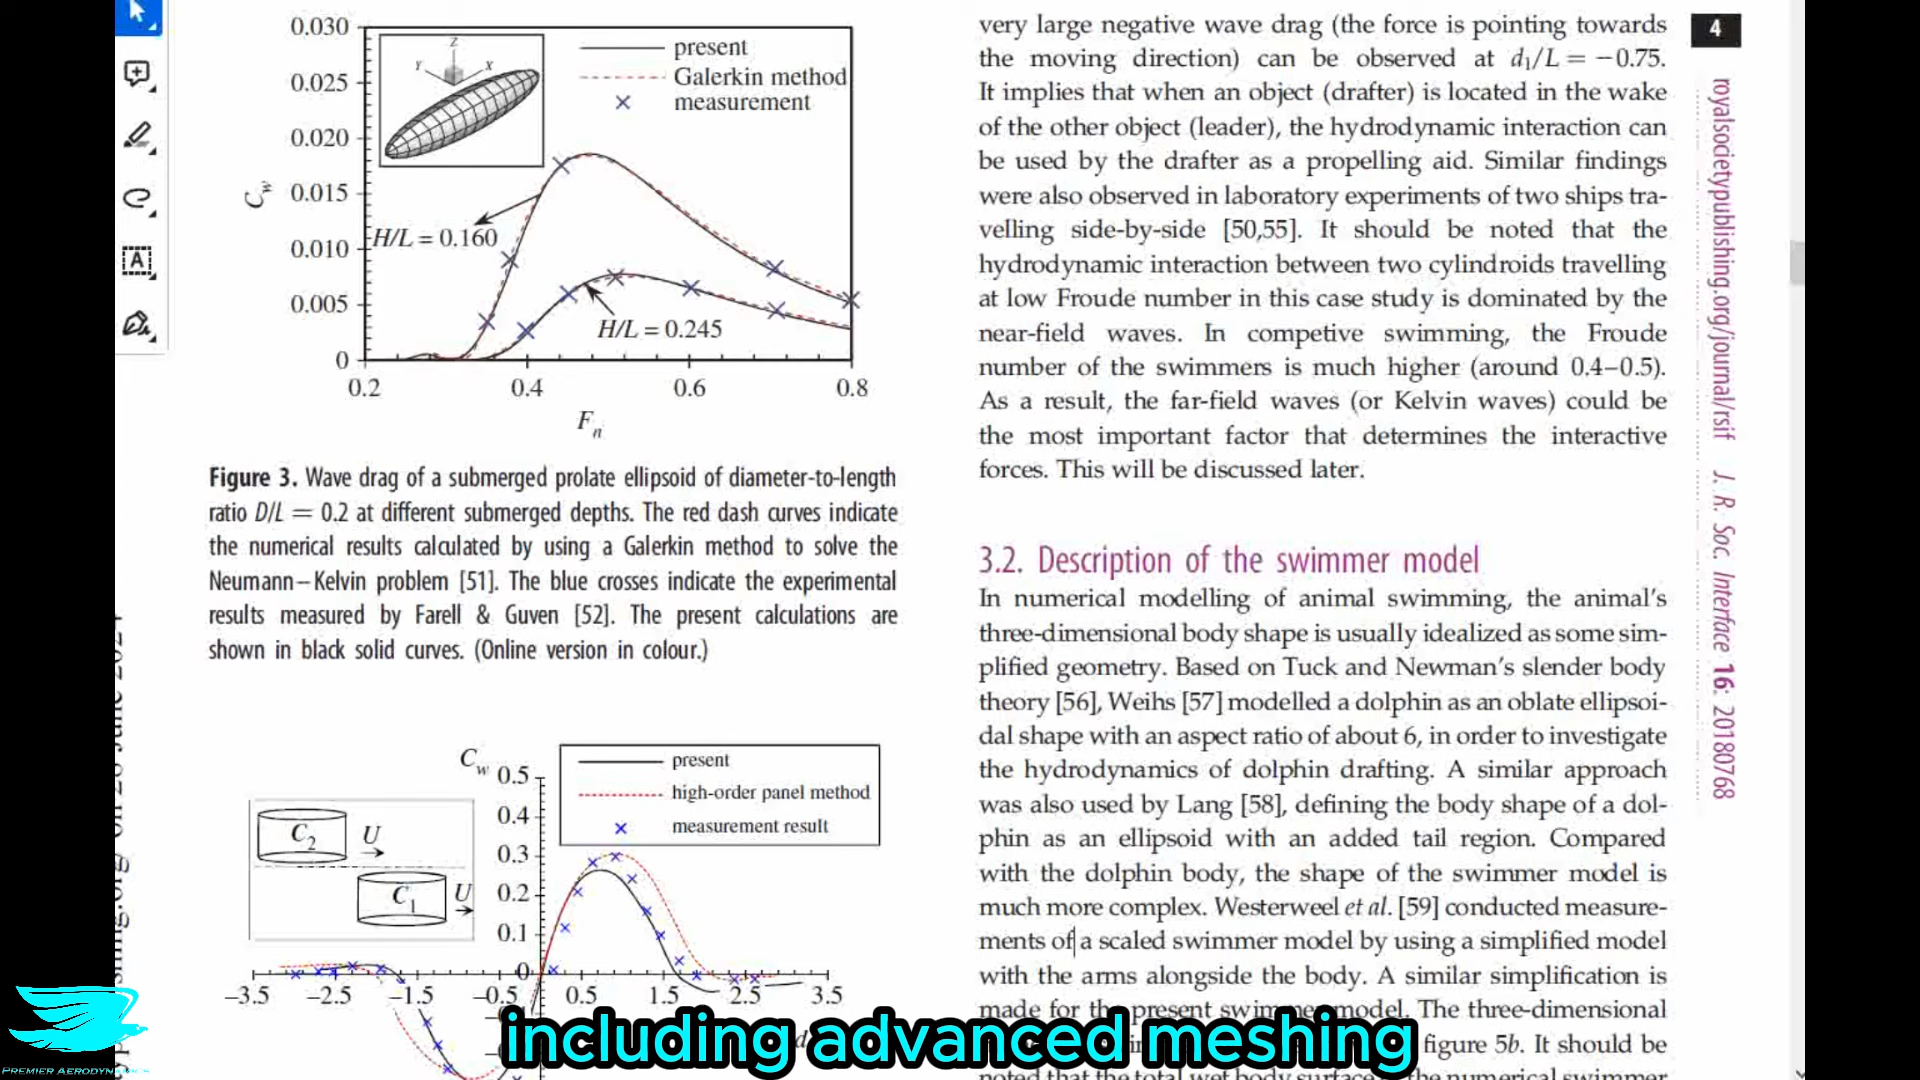 0.030
0.025
0.020
0.015
0.010
0.005
0
C_w
Z
Y
X
present
Galerkin method
measurement
H/L = 0.160
H/L = 0.245
0.2
0.4
0.6
0.8
F_n
Figure 3. Wave drag of a submerged prolate ellipsoid of diameter-to-length
ratio D/L = 0.2 at different submerged depths. The red dash curves indicate
the numerical results calculated by using a Galerkin method to solve the
Neumann–Kelvin problem [51]. The blue crosses indicate the experimental
results measured by Farell & Guven [52]. The present calculations are
shown in black solid curves. (Online version in colour.)
C_w
0.5
0.4
0.3
0.2
0.1
0
present
high-order panel method
measurement result
C_2
U
C_1
U
–3.5
–2.5
–1.5
–0.5
0.5
1.5
2.5
3.5
very large negative wave drag (the force is pointing towards
the moving direction) can be observed at d_1/L = −0.75.
It implies that when an object (drafter) is located in the wake
of the other object (leader), the hydrodynamic interaction can
be used by the drafter as a propelling aid. Similar findings
were also observed in laboratory experiments of two ships tra-
velling side-by-side [50,55]. It should be noted that the
hydrodynamic interaction between two cylindroids travelling
at low Froude number in this case study is dominated by the
near-field waves. In competive swimming, the Froude
number of the swimmers is much higher (around 0.4–0.5).
As a result, the far-field waves (or Kelvin waves) could be
the most important factor that determines the interactive
forces. This will be discussed later.
3.2. Description of the swimmer model
In numerical modelling of animal swimming, the animal's
three-dimensional body shape is usually idealized as some sim-
plified geometry. Based on Tuck and Newman's slender body
theory [56], Weihs [57] modelled a dolphin as an oblate ellipsoi-
dal shape with an aspect ratio of about 6, in order to investigate
the hydrodynamics of dolphin drafting. A similar approach
was also used by Lang [58], defining the body shape of a dol-
phin as an ellipsoid with an added tail region. Compared
with the dolphin body, the shape of the swimmer model is
much more complex. Westerweel et al. [59] conducted measure-
ments of a scaled swimmer model by using a simplified model
with the arms alongside the body. A similar simplification is
made for the present swimmer model. The three-dimensional
figure 5b. It should be
noted that the total wet body surface the numerical swimmer
4
royalsocietypublishing.org/journal/rsif
J. R. Soc. Interface 16: 20180768
including advanced meshing
PREMIER AERODYNAMICS